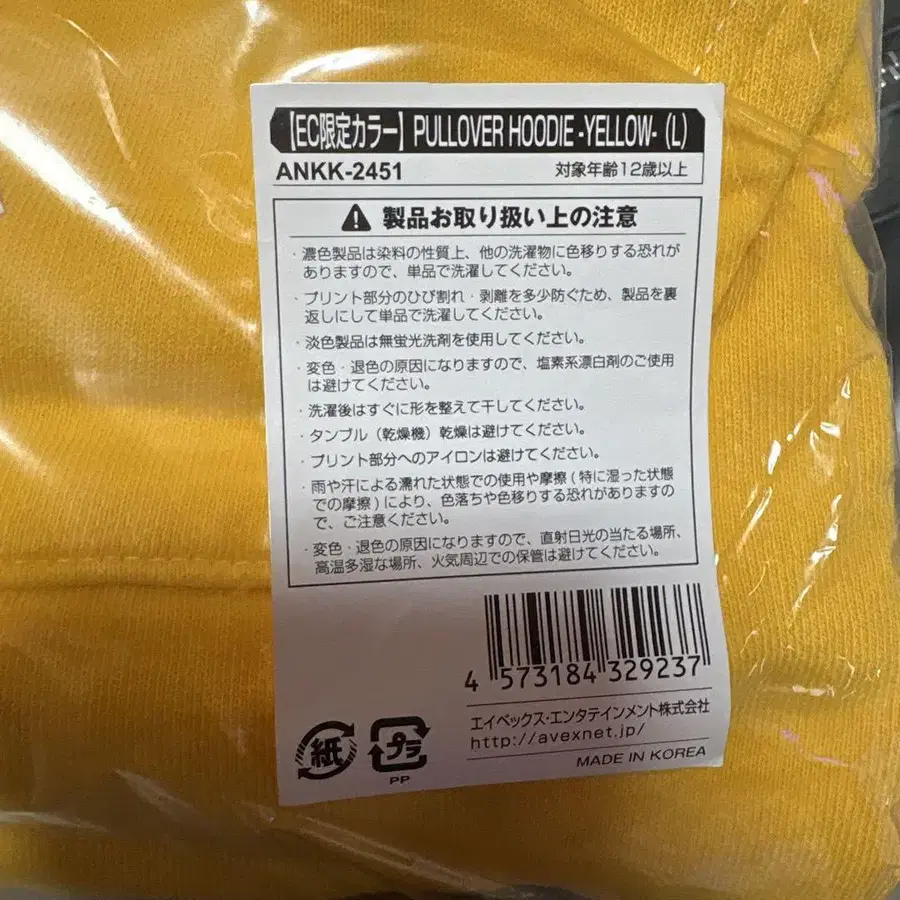 【EC限定カラー】PULLOVER HOODIE -YELLOW- (L)
ANKK-2451 対象年齢12歳以上
製品お取り扱い上の注意
・濃色製品は染料の性質上、他の洗濯物に色移りする恐れが
ありますので、単品で洗濯してください。
・プリント部分のひび割れ・剥離を多少防ぐため、製品を裏
返しにして単品で洗濯してください。
・淡色製品は無蛍光洗剤を使用してください。
・変色・退色の原因になりますので、塩素系漂白剤のご使用
は避けてください。
・洗濯後はすぐに形を整えて干してください。
・タンブル（乾燥機）乾燥は避けてください。
・プリント部分へのアイロンは避けてください。
・雨や汗による濡れた状態での使用や摩擦(特に湿った状態
での摩擦)により、色落ちや色移りする恐れがありますの
で、ご注意ください。
・変色・退色の原因になりますので、直射日光の当たる場所、
高温多湿な場所、火気周辺での保管は避けてください。
4 573184 329237
エイベックス・エンタテインメント株式会社
http://avexnet.jp/
MADE IN KOREA
紙
プラ
PP